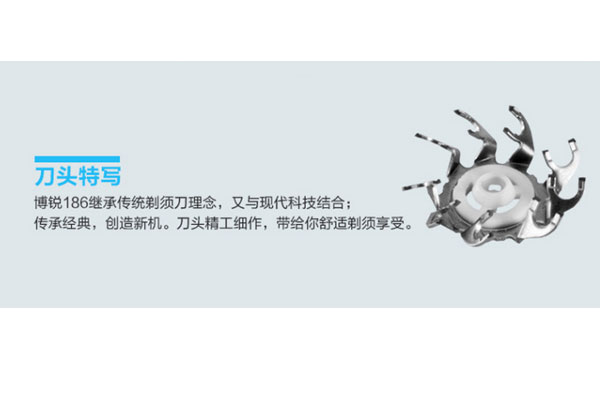 刀头特写
博锐186继承传统剃须刀理念，又与现代科技结合；
传承经典，创造新机。刀头精工细作，带给你舒适剃须享受。